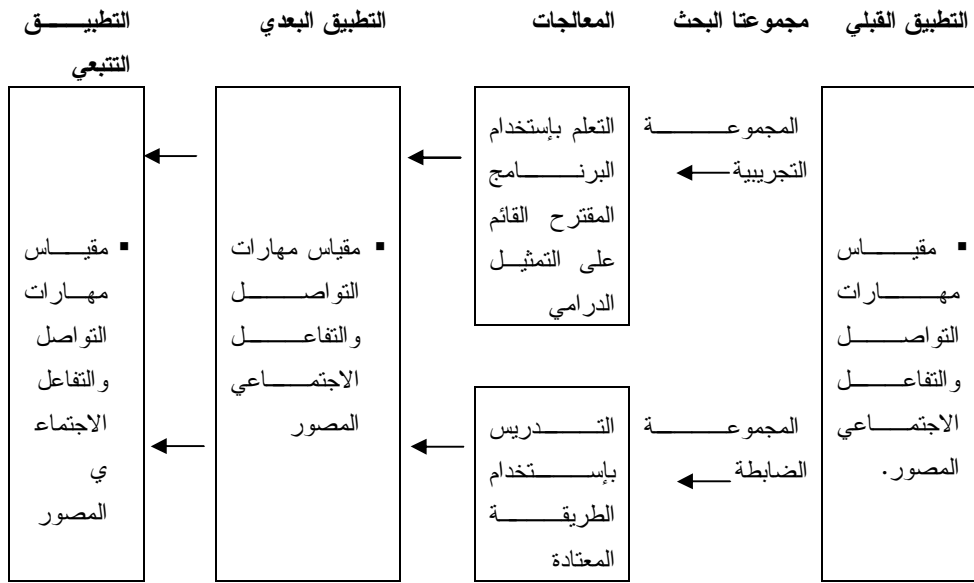 التطبيق القبلي
مجموعتا البحث
المعالجات
التطبيق البعدي
التطبيق
التتبعي
▪ مقياس
مهارات
التواصل
والتفاعل
الاجتماعي
المصور.
المجموعة
التجريبية
المجموعة
الضابطة
التعلم بإستخدام
البرنامج
المقترح القائم
على التمثيل
الدرامي
التدريس
بإستخدام
الطريقة
المعتادة
▪ مقياس مهارات
التواصل
والتفاعل
الاجتماعي
المصور
▪ مقياس
مهارات
التواصل
والتفاعل
الاجتماع
ي
المصور